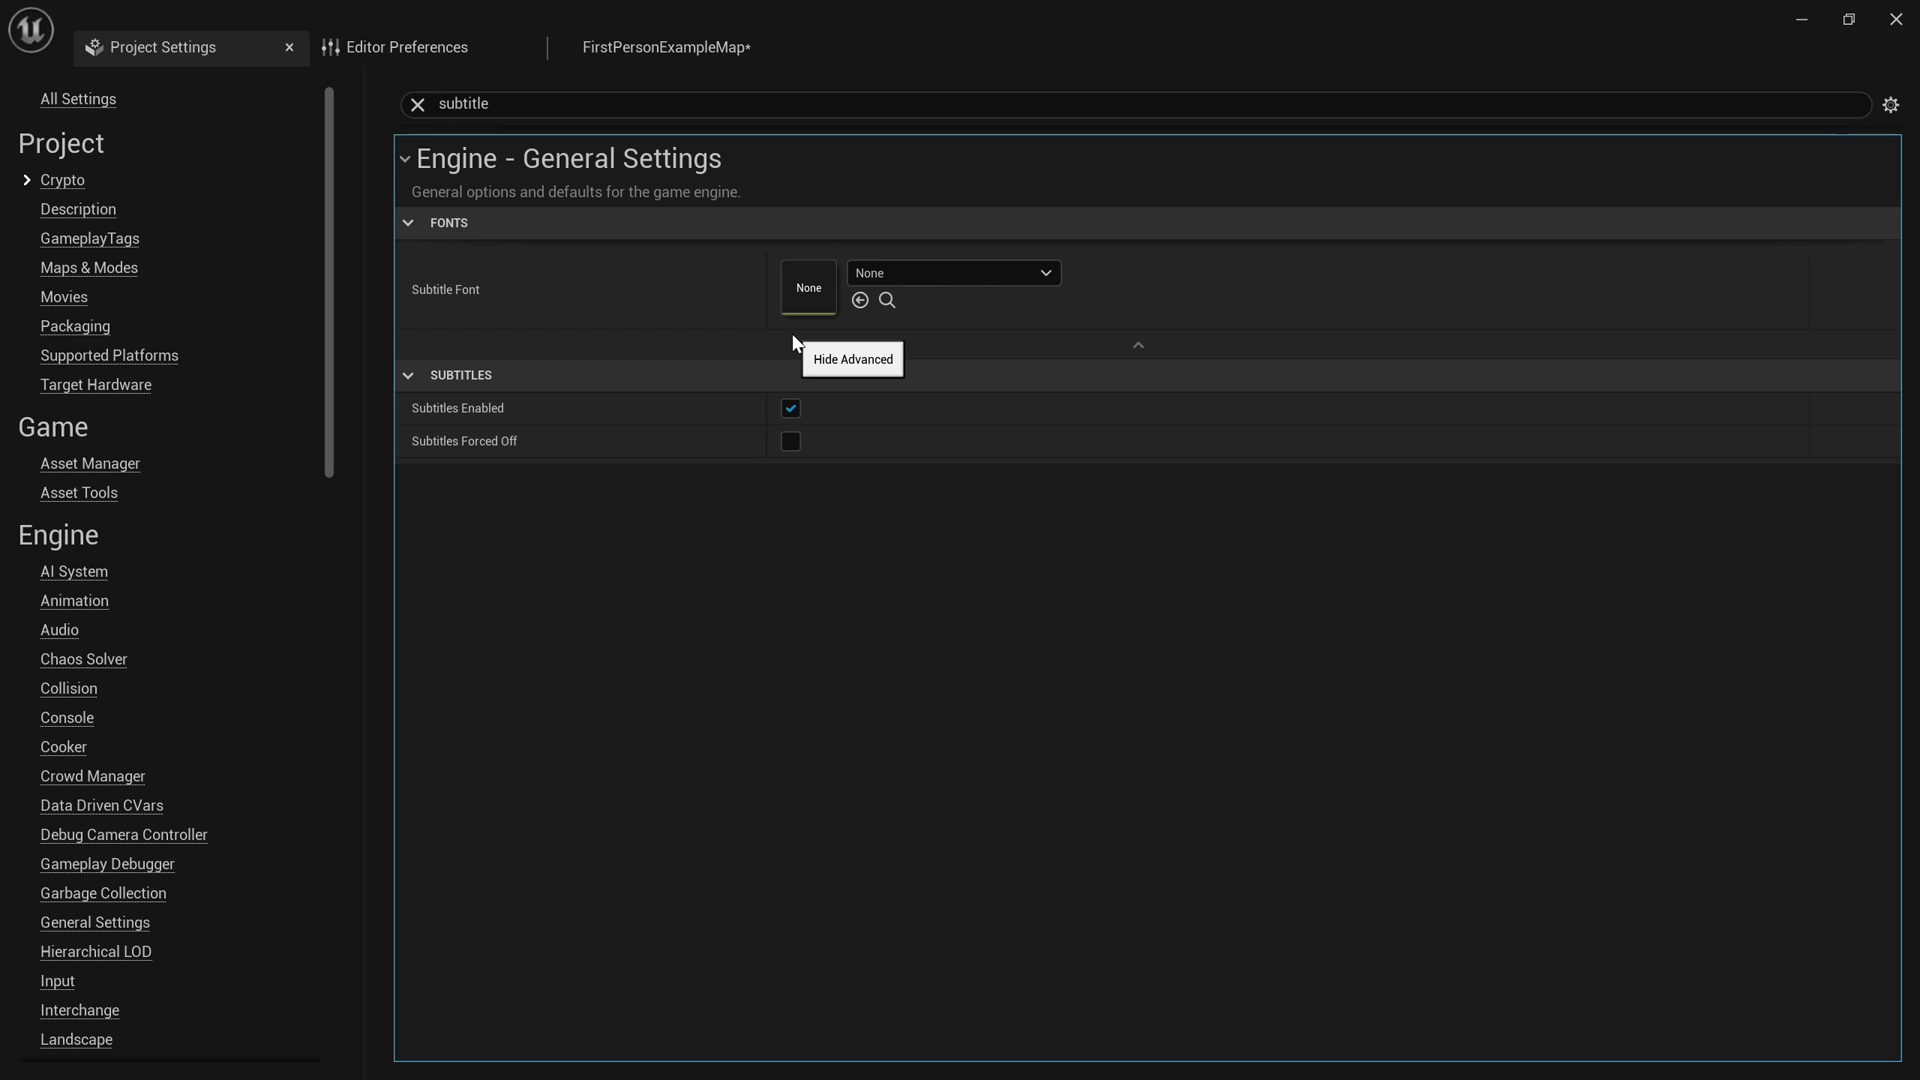 Project Settings
Editor Preferences
FirstPersonExampleMap*
All Settings
Project
Crypto
Description
GameplayTags
Maps & Modes
Movies
Packaging
Supported Platforms
Target Hardware
Game
Asset Manager
Asset Tools
Engine
AI System
Animation
Audio
Chaos Solver
Collision
Console
Cooker
Crowd Manager
Data Driven CVars
Debug Camera Controller
Gameplay Debugger
Garbage Collection
General Settings
Hierarchical LOD
Input
Interchange
Landscape
subtitle
Engine - General Settings
General options and defaults for the game engine.
FONTS
Subtitle Font
None
None
Hide Advanced
SUBTITLES
Subtitles Enabled
Subtitles Forced Off